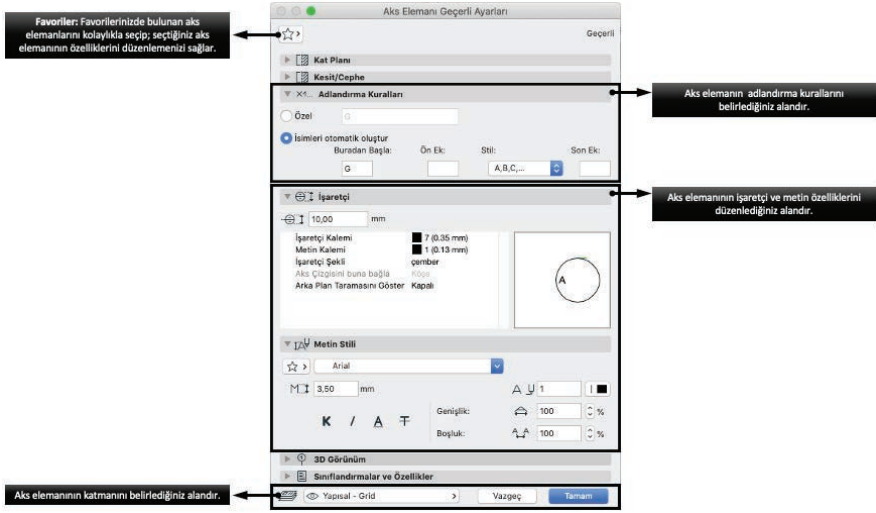 Aks Elemanı Geçerli Ayarları
Favoriler: Favorilerinizde bulunan aks
elemanlarını kolaylıkla seçip; seçtiğiniz aks
elemanının özelliklerini düzenlemenizi sağlar.
Geçerli
Kat Planı
Kesit/Cephe
X1... Adlandırma Kuralları
Aks elemanın adlandırma kurallarını
belirlediğiniz alandır.
Özel G
İsimleri otomatik oluştur
Buradan Başla: Ön Ek: Stil: Son Ek:
G A,B,C,...
İşaretçi
Aks elemanının işaretçi ve metin özelliklerini
düzenlediğiniz alandır.
10,00 mm
İşaretçi Kalemi 7 (0.35 mm)
Metin Kalemi 1 (0.13 mm)
İşaretçi Şekli çember
Aks Çizgisini buna bağla Köşe
Arka Plan Taramasını Göster Kapalı
A
Metin Stili
Arial
3,50 mm 1
K / A T
Genişlik: 100 %
Boşluk: 100 %
3D Görünüm
Sınıflandırmalar ve Özellikler
Aks elemanının katmanını belirlediğiniz alandır.
Yapısal - Grid Vazgeç Tamam